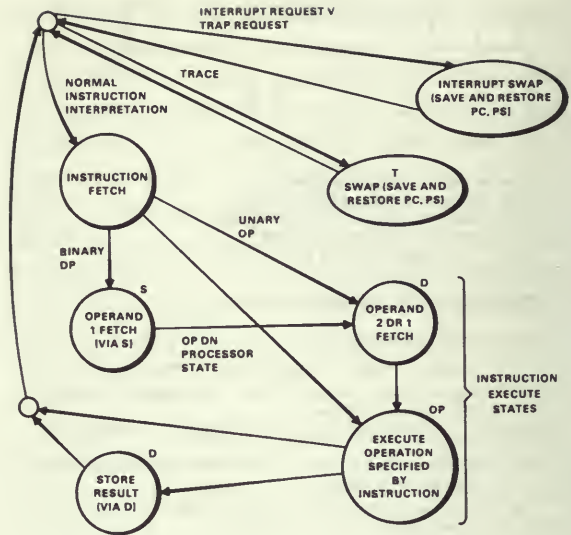 INTERRUPT REQUEST V
TRAP REQUEST
TRACE
INTERRUPT SWAP
(SAVE AND RESTORE
PC, PS)
NORMAL
INSTRUCTION
INTERPRETATION
T
SWAP (SAVE AND
RESTORE PC, PS)
INSTRUCTION
FETCH
UNARY
OP
BINARY
DP
S
OPERAND
1 FETCH
(VIA S)
OP DN
PROCESSOR
STATE
D
OPERAND
2 DR 1
FETCH
INSTRUCTION
EXECUTE
STATES
OP
EXECUTE
OPERATION
SPECIFIED
BY
INSTRUCTION
D
STORE
RESULT
(VIA D)